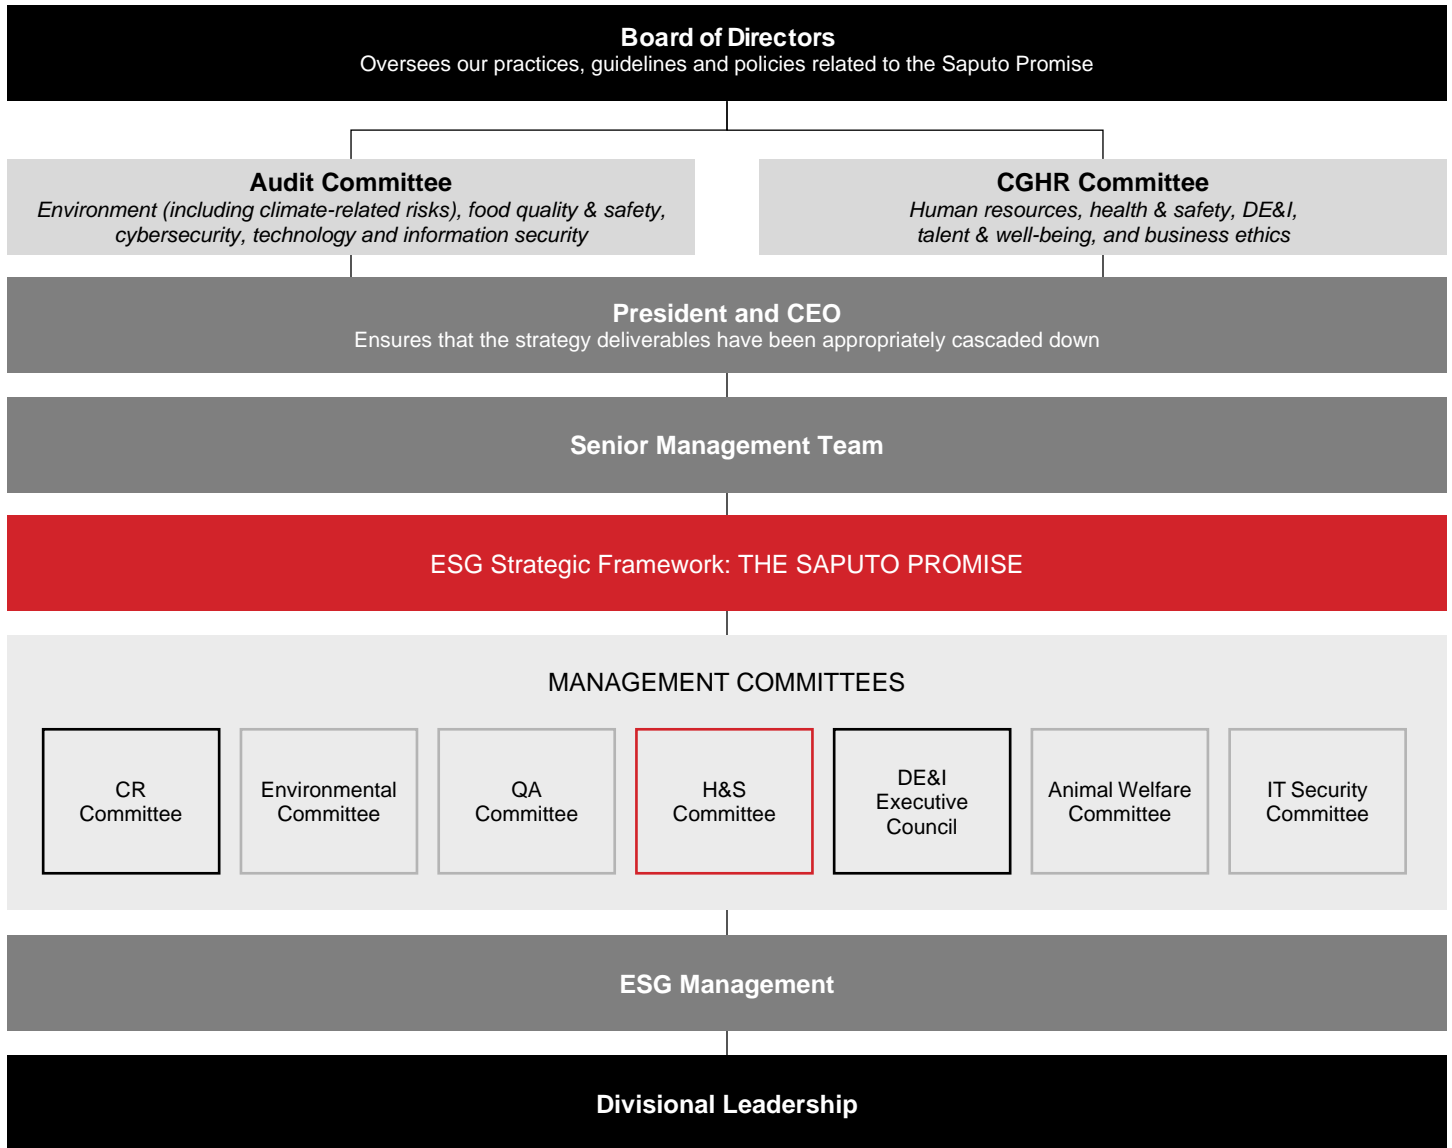 Board of Directors
Oversees our practices, guidelines and policies related to the Saputo Promise
Audit Committee
Environment (including climate-related risks), food quality & safety,
cybersecurity, technology and information security
CGHR Committee
Human resources, health & safety, DE&I,
talent & well-being, and business ethics
President and CEO
Ensures that the strategy deliverables have been appropriately cascaded down
Senior Management Team
ESG Strategic Framework: THE SAPUTO PROMISE
MANAGEMENT COMMITTEES
CR
Committee
Environmental
Committee
QA
Committee
H&S
Committee
DE&I
Executive
Council
Animal Welfare
Committee
IT Security
Committee
ESG Management
Divisional Leadership